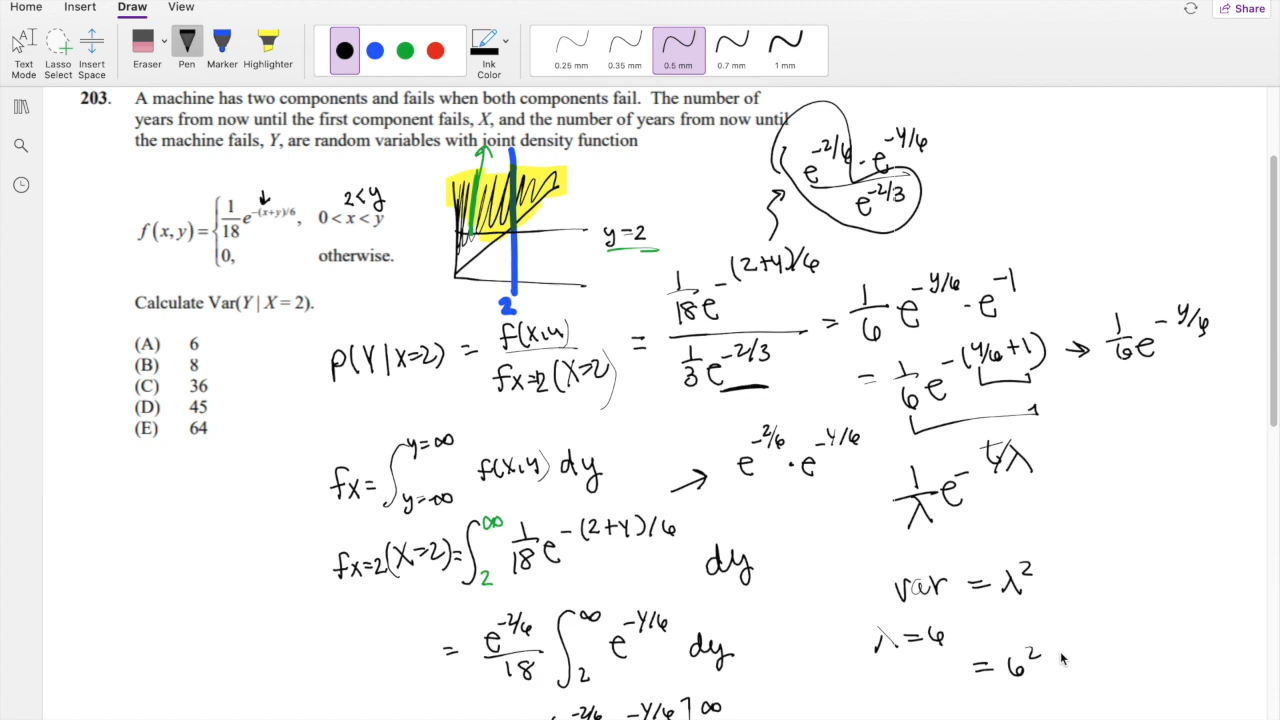 Home Insert Draw View Share
Text Mode
Lasso Select
Insert Space
Eraser
Pen
Marker
Highlighter
Ink Color
0.25 mm
0.35 mm
0.5 mm
0.7 mm
1 mm
203. A machine has two components and fails when both components fail. The number of
years from now until the first component fails, X, and the number of years from now until
the machine fails, Y, are random variables with joint density function
e^{-2/6} · e^{-y/6}
e^{-2/3}
2<y
f(x,y) = { 1/18 e^{-(x+y)/6}, 0 < x < y
0, otherwise.
y=2
2
Calculate Var(Y | X = 2).
(A) 6
(B) 8
(C) 36
(D) 45
(E) 64
p(Y|x=2) = f(x,y) / fx=2(X=2) = 1/18 e^{-(2+y)/6} / 1/3 e^{-2/3} = 1/6 e^{-y/6} · e^{-1}
= 1/6 e^{-(y/6+1)} → 1/6 e^{-y/6}
fx = ∫_{y=-∞}^{y=∞} f(x,y) dy → e^{-2/6} · e^{-y/6}
1/λ e^{-t/λ}
fx=2(X=2) = ∫_2^∞ 1/18 e^{-(2+y)/6} dy
var = λ²
= e^{-2/6}/18 ∫_2^∞ e^{-y/6} dy
λ = 6
= 6²
-2/6 -y/6 ] ∞